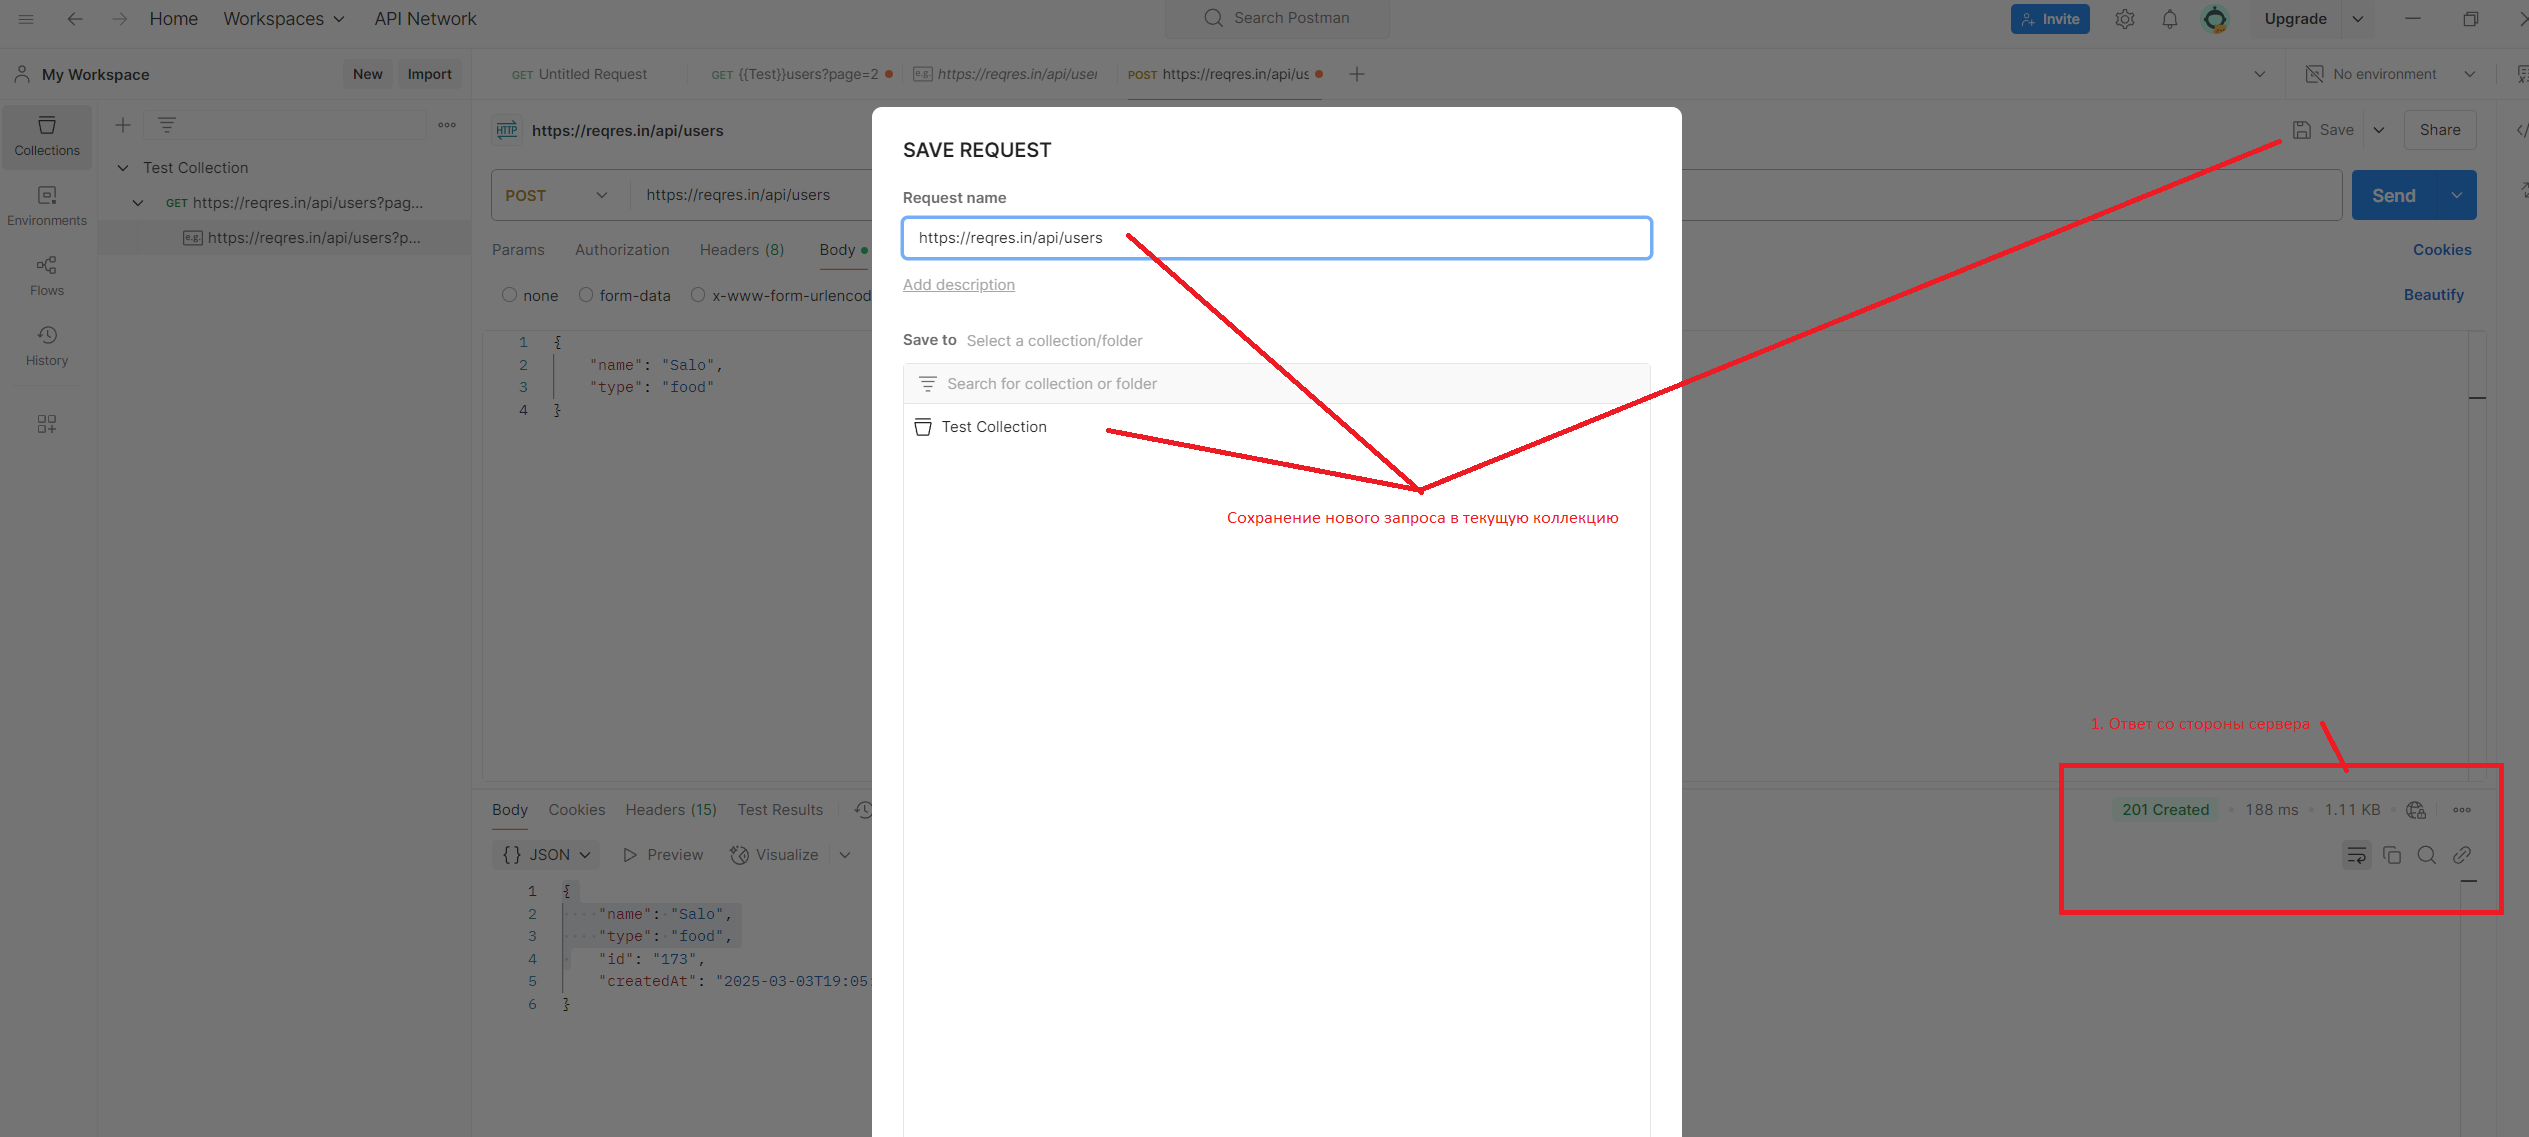 Home Workspaces API Network Search Postman Invite Upgrade
My Workspace New Import GET Untitled Request GET {{Test}}users?page=2 e.g. https://reqres.in/api/user POST https://reqres.in/api/us No environment
Collections
Environments
Flows
History
Test Collection
GET https://reqres.in/api/users?pag...
e.g. https://reqres.in/api/users?p...
HTTP https://reqres.in/api/users Save Share
POST https://reqres.in/api/users Send
Params Authorization Headers (8) Body Cookies
none form-data x-www-form-urlencod Beautify
1 {
2 "name": "Salo",
3 "type": "food"
4 }
SAVE REQUEST
Request name
https://reqres.in/api/users
Add description
Save to Select a collection/folder
Search for collection or folder
Test Collection
Сохранение нового запроса в текущую коллекцию
1. Ответ со стороны сервера
Body Cookies Headers (15) Test Results 201 Created 188 ms 1.11 KB
{} JSON Preview Visualize
1 {
2 "name": "Salo",
3 "type": "food",
4 "id": "173",
5 "createdAt": "2025-03-03T19:05:
6 }